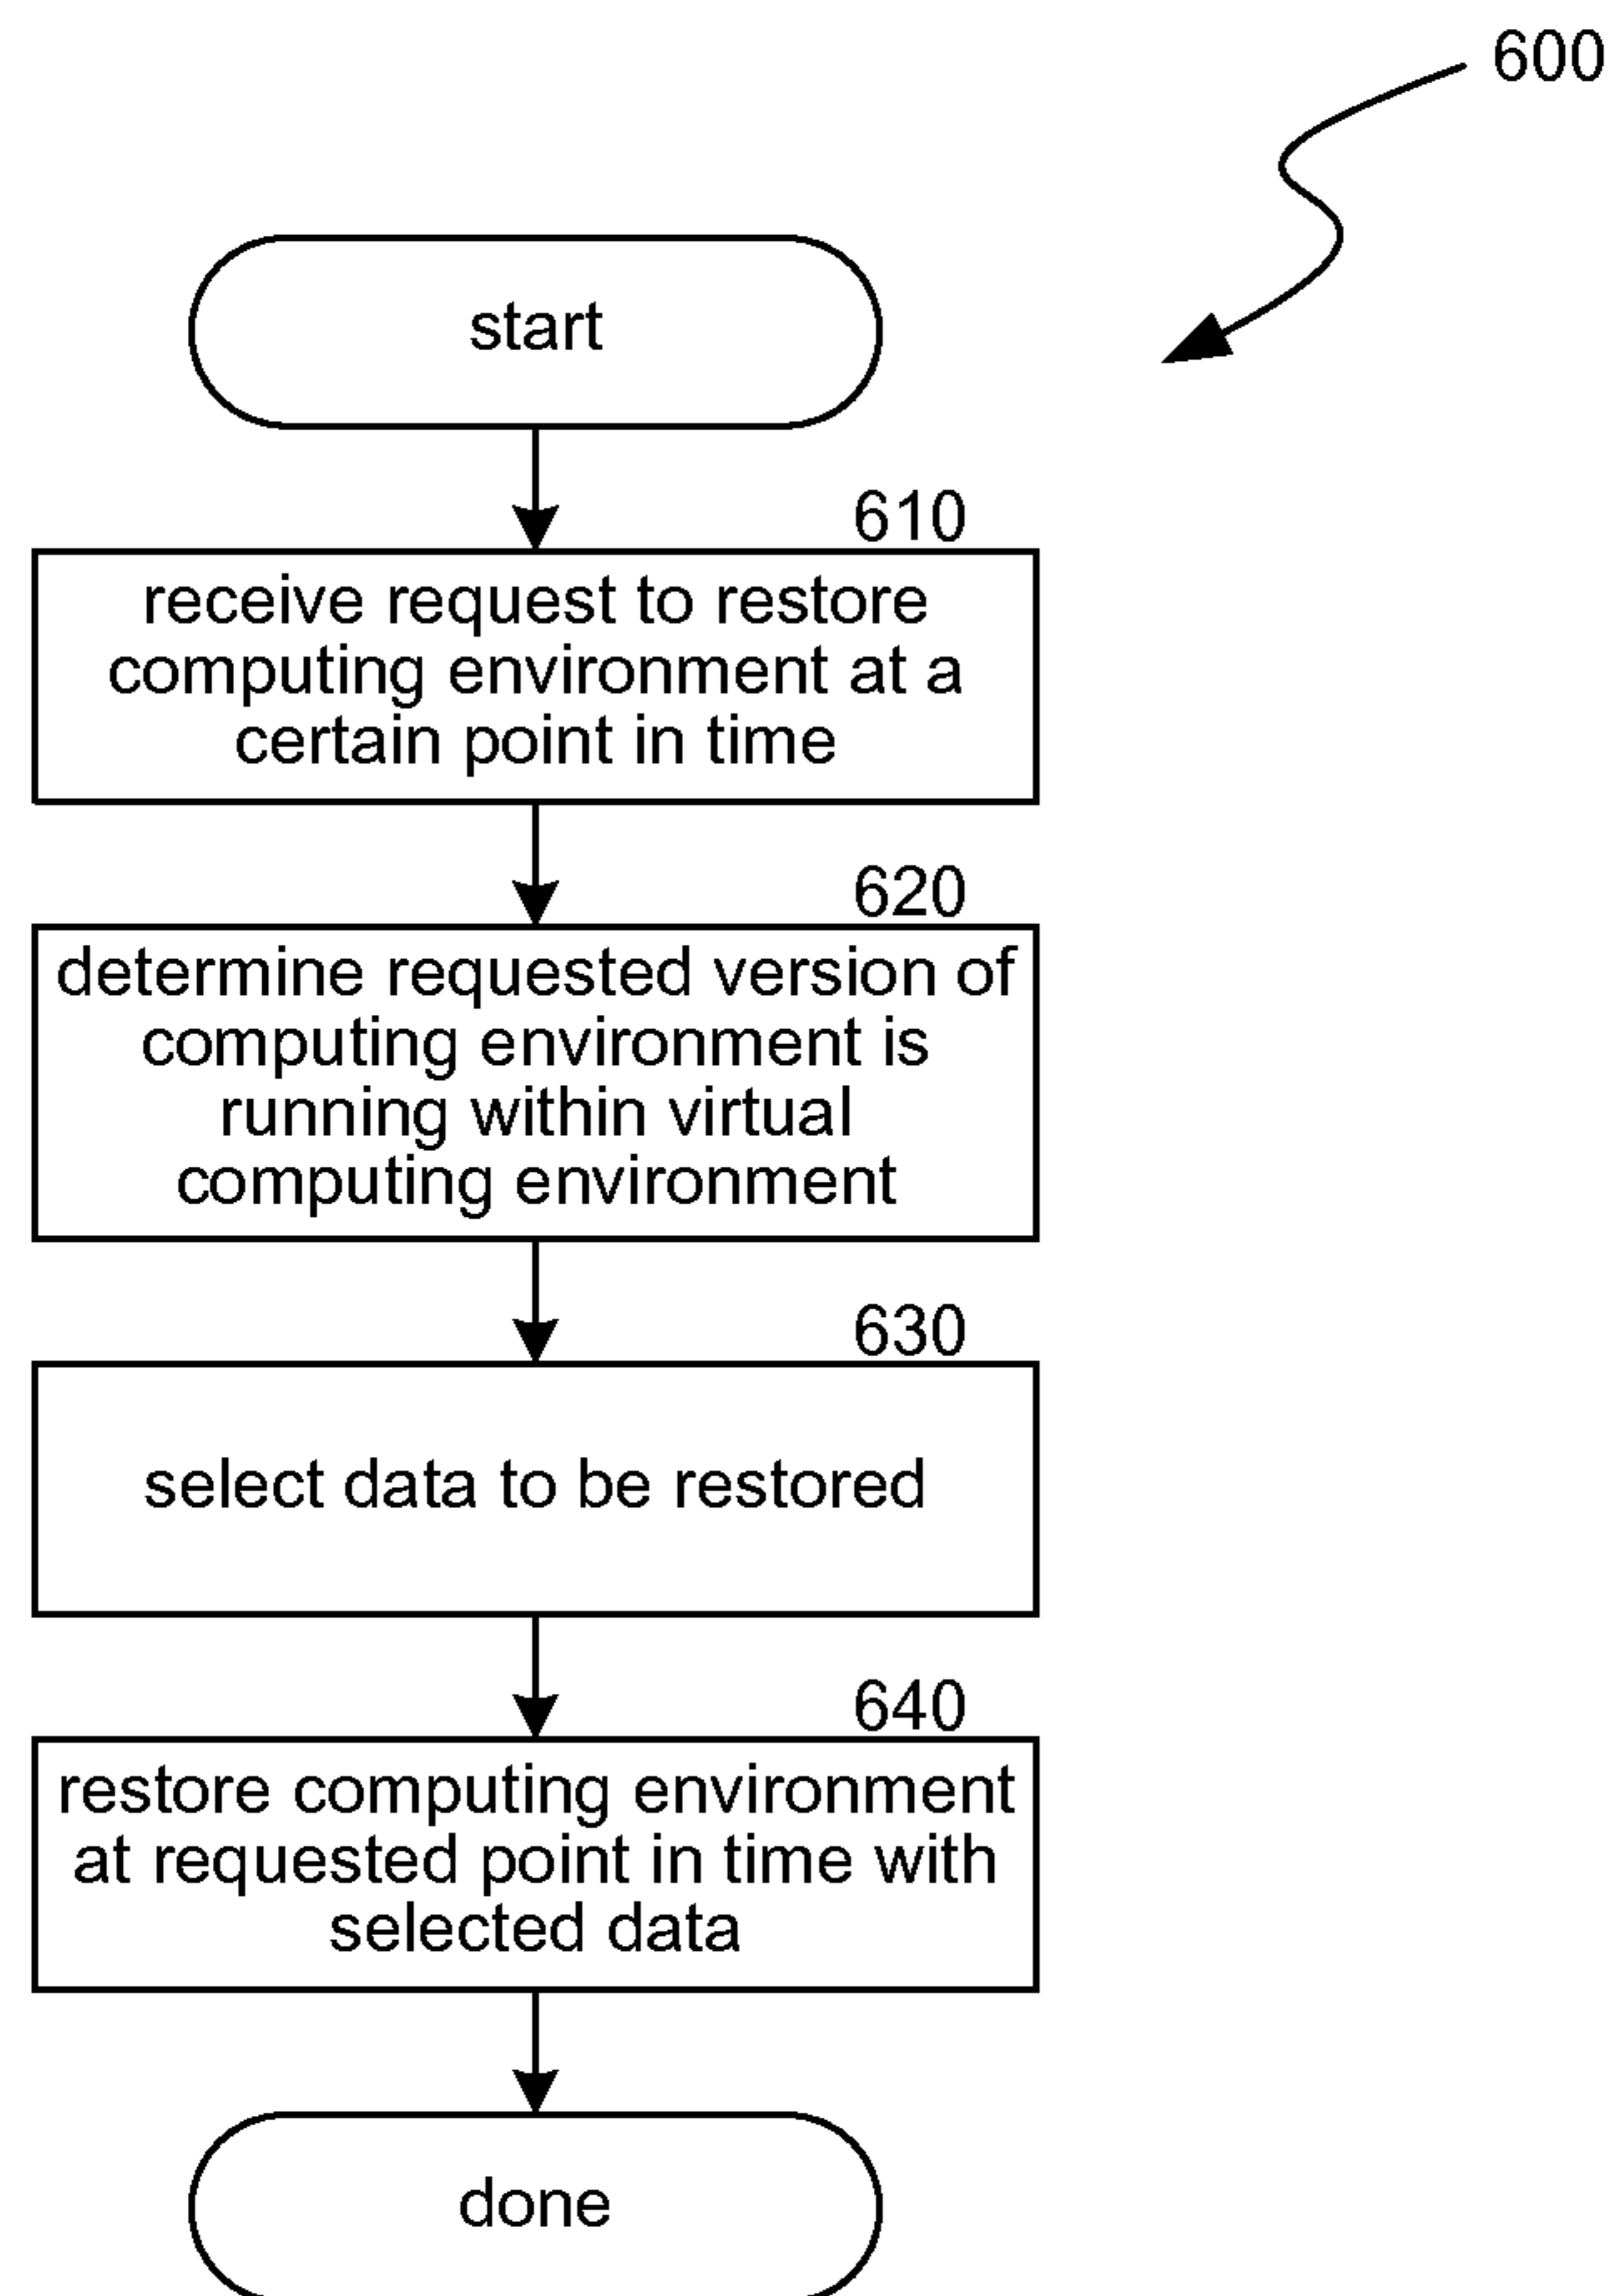 600
start
610
receive request to restore
computing environment at a
certain point in time
620
determine requested version of
computing environment is
running within virtual
computing environment
630
select data to be restored
640
restore computing environment
at requested point in time with
selected data
done